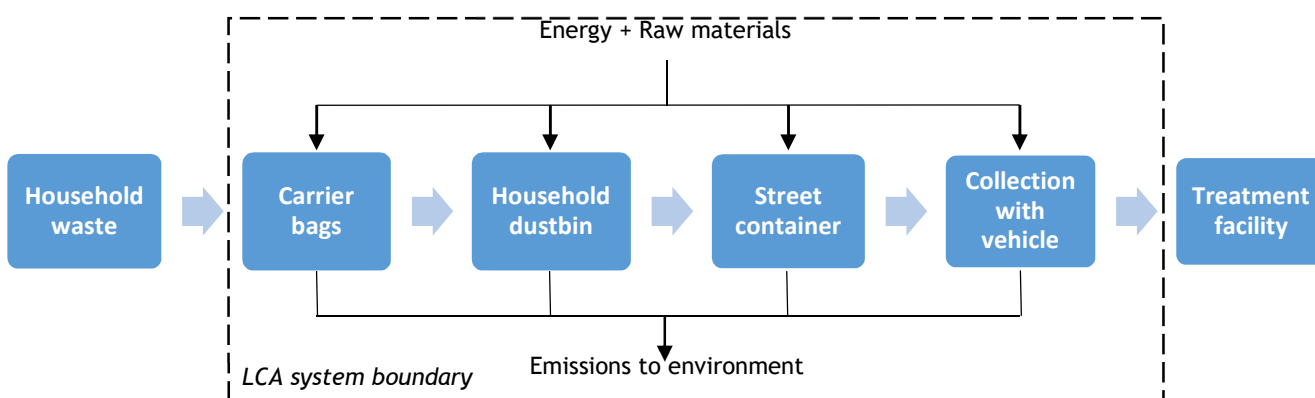 Energy + Raw materials
Household
waste
Carrier
bags
Household
dustbin
Street
container
Collection
with
vehicle
Treatment
facility
Emissions to environment
LCA system boundary